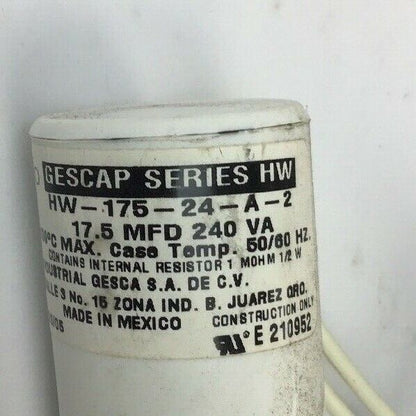 GESCAP SERIES HW
HW-175-24-A-2
17.5 MFD 240 VA
MAX. Case Temp. 50/60 HZ.
CONTAINS INTERNAL RESISTOR 1 MOHM 1/2 W
GESCA S.A. DE C.V.
No. 15 ZONA IND. B. JUAREZ QRO.
MADE IN MEXICO
CONSTRUCTION ONLY
E 210952